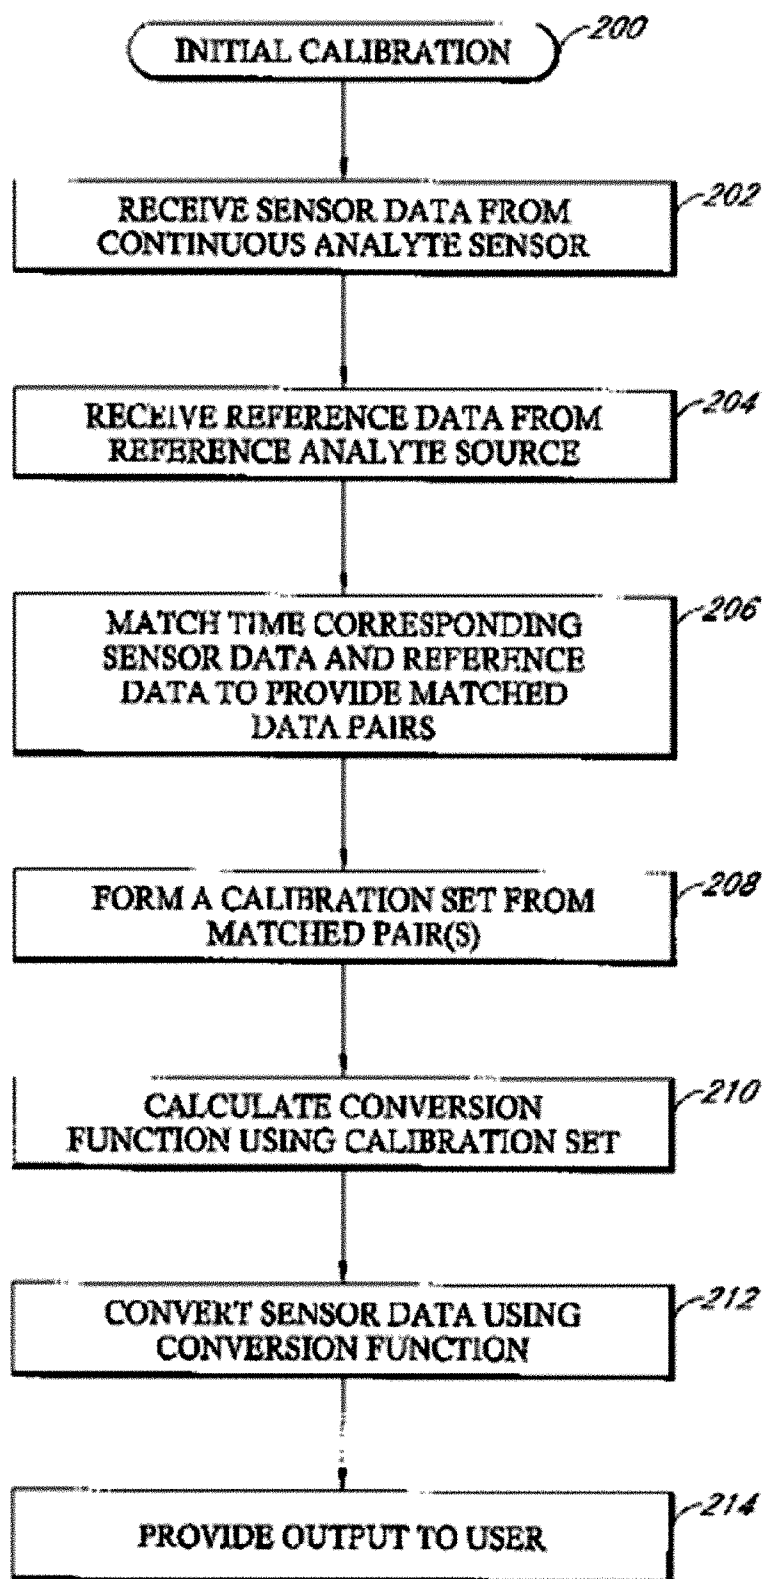 INITIAL CALIBRATION
200
RECEIVE SENSOR DATA FROM
CONTINUOUS ANALYTE SENSOR
202
RECEIVE REFERENCE DATA FROM
REFERENCE ANALYTE SOURCE
204
MATCH TIME CORRESPONDING
SENSOR DATA AND REFERENCE
DATA TO PROVIDE MATCHED
DATA PAIRS
206
FORM A CALIBRATION SET FROM
MATCHED PAIR(S)
208
CALCULATE CONVERSION
FUNCTION USING CALIBRATION SET
210
CONVERT SENSOR DATA USING
CONVERSION FUNCTION
212
PROVIDE OUTPUT TO USER
214